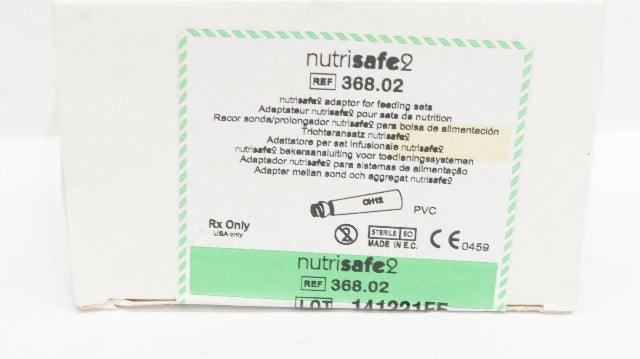 nutrisafe2
REF 368.02
nutrisafe2 adaptor for feeding sets
Adaptateur nutrisafe2 pour sets de nutrition
Racor sonda/prolongador nutrisafe2 para bolsa de alimentación
Trichteransatz nutrisafe2
Adattatore per set infusionale nutrisafe2
nutrisafe2 bekeraansluiting voor toedieningssystemen
Adaptador nutrisafe2 para sistemas de alimentação
Adapter mellan sond och aggregat nutrisafe2
CH12
PVC
Rx Only
USA only
2
STERILE EO
MADE IN E.C.
CE 0459
nutrisafe2
REF 368.02
LOT 141221FF